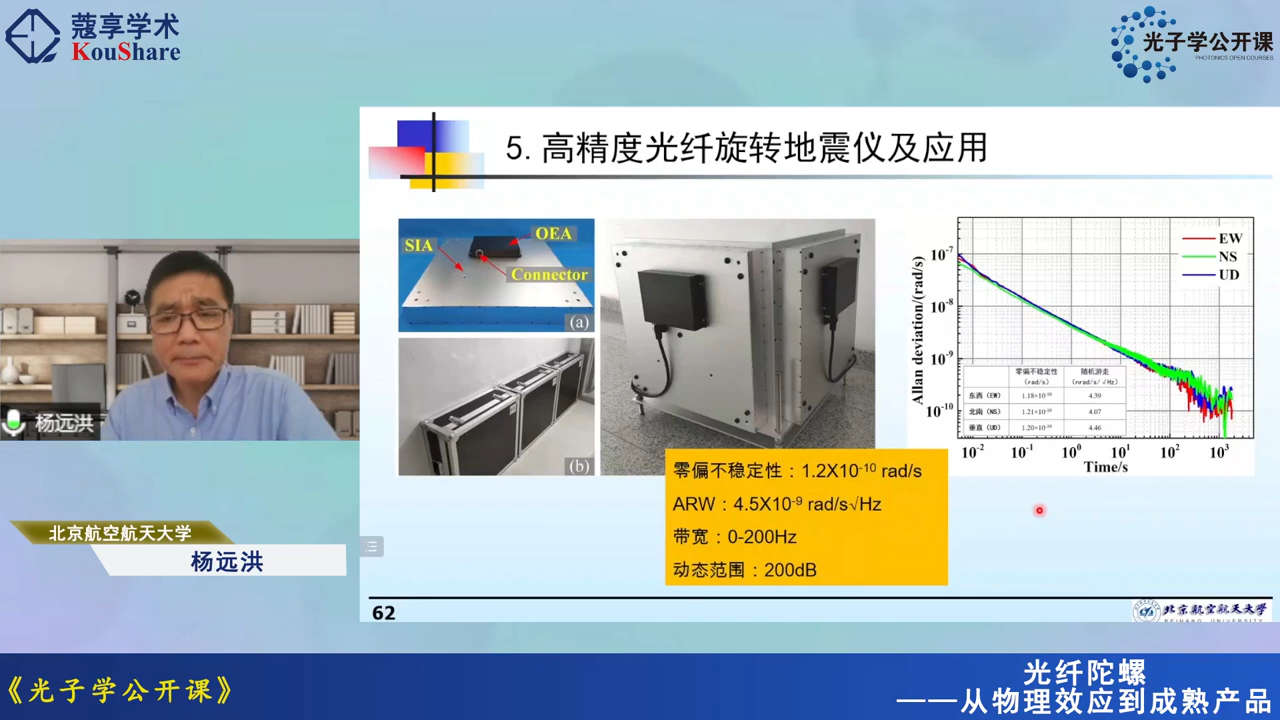 蔻享学术
KouShare
光子学公开课
PHOTONICS OPEN COURSES
5. 高精度光纤旋转地震仪及应用
SIA
OEA
Connector
(a)
(b)
Allan deviation/(rad/s)
10⁻⁷
10⁻⁸
10⁻⁹
10⁻¹⁰
EW
NS
UD
零偏不稳定性 (rad/s) 随机游走 (nrad/s/√Hz)
东西 (EW) 1.18×10⁻¹⁰ 4.39
北南 (NS) 1.21×10⁻¹⁰ 4.07
垂直 (UD) 1.20×10⁻¹⁰ 4.46
10⁻² 10⁻¹ 10⁰ 10¹ 10² 10³
Time/s
零偏不稳定性：1.2X10⁻¹⁰ rad/s
ARW：4.5X10⁻⁹ rad/s√Hz
带宽：0-200Hz
动态范围：200dB
杨远洪
北京航空航天大学
杨远洪
62
北京航空航天大学
BEIHANG UNIVERSITY
《光子学公开课》
光纤陀螺
——从物理效应到成熟产品